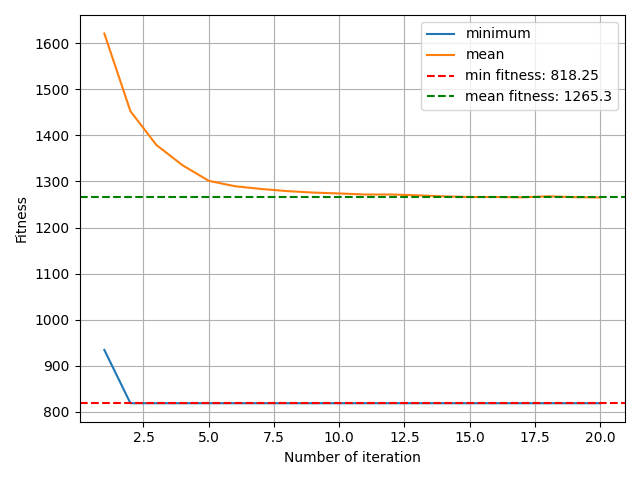 minimum
mean
min fitness: 818.25
mean fitness: 1265.3
1600
1500
1400
1300
1200
1100
1000
900
800
Fitness
2.5 5.0 7.5 10.0 12.5 15.0 17.5 20.0
Number of iteration